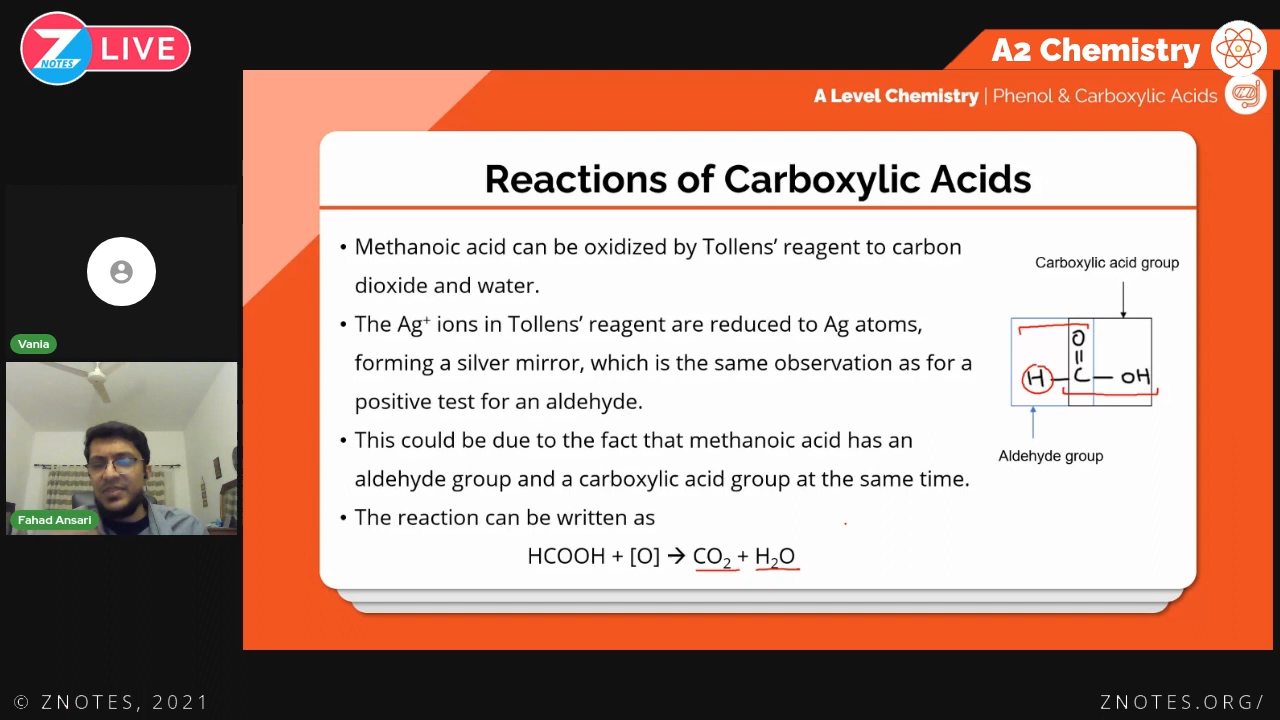 Z NOTES LIVE
A2 Chemistry
A Level Chemistry | Phenol & Carboxylic Acids
Reactions of Carboxylic Acids
• Methanoic acid can be oxidized by Tollens’ reagent to carbon
dioxide and water.
• The Ag⁺ ions in Tollens’ reagent are reduced to Ag atoms,
forming a silver mirror, which is the same observation as for a
positive test for an aldehyde.
• This could be due to the fact that methanoic acid has an
aldehyde group and a carboxylic acid group at the same time.
• The reaction can be written as
HCOOH + [O] → CO₂ + H₂O
Carboxylic acid group
O
H – C – OH
Aldehyde group
Vania
Fahad Ansari
© ZNOTES, 2021
ZNOTES.ORG/